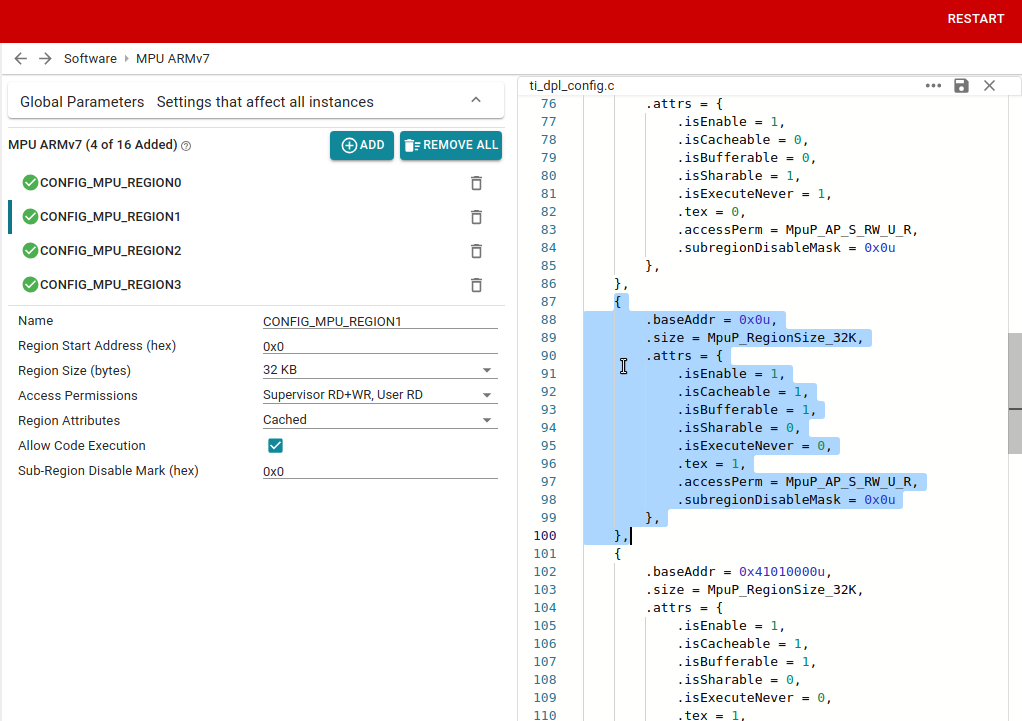 RESTART
Software › MPU ARMv7
Global Parameters Settings that affect all instances
MPU ARMv7 (4 of 16 Added)
ADD
REMOVE ALL
CONFIG_MPU_REGION0
CONFIG_MPU_REGION1
CONFIG_MPU_REGION2
CONFIG_MPU_REGION3
Name CONFIG_MPU_REGION1
Region Start Address (hex) 0x0
Region Size (bytes) 32 KB
Access Permissions Supervisor RD+WR, User RD
Region Attributes Cached
Allow Code Execution
Sub-Region Disable Mark (hex) 0x0
ti_dpl_config.c
76 .attrs = {
77 .isEnable = 1,
78 .isCacheable = 0,
79 .isBufferable = 0,
80 .isSharable = 1,
81 .isExecuteNever = 1,
82 .tex = 0,
83 .accessPerm = MpuP_AP_S_RW_U_R,
84 .subregionDisableMask = 0x0u
85 },
86 },
87 {
88 .baseAddr = 0x0u,
89 .size = MpuP_RegionSize_32K,
90 .attrs = {
91 .isEnable = 1,
92 .isCacheable = 1,
93 .isBufferable = 1,
94 .isSharable = 0,
95 .isExecuteNever = 0,
96 .tex = 1,
97 .accessPerm = MpuP_AP_S_RW_U_R,
98 .subregionDisableMask = 0x0u
99 },
100 },
101 {
102 .baseAddr = 0x41010000u,
103 .size = MpuP_RegionSize_32K,
104 .attrs = {
105 .isEnable = 1,
106 .isCacheable = 1,
107 .isBufferable = 1,
108 .isSharable = 0,
109 .isExecuteNever = 0,
110 .tex = 1,